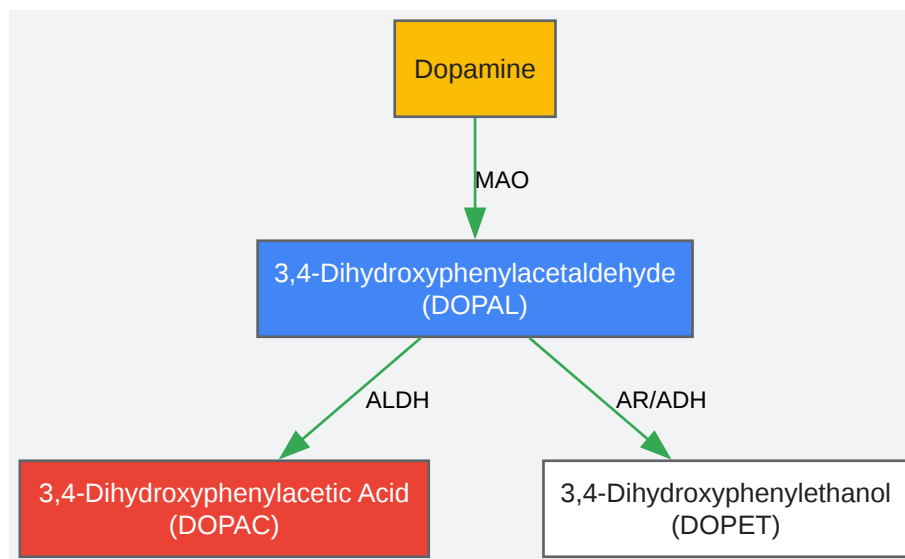 Dopamine
MAO
3,4-Dihydroxyphenylacetaldehyde
(DOPAL)
ALDH
AR/ADH
3,4-Dihydroxyphenylacetic Acid
(DOPAC)
3,4-Dihydroxyphenylethanol
(DOPET)